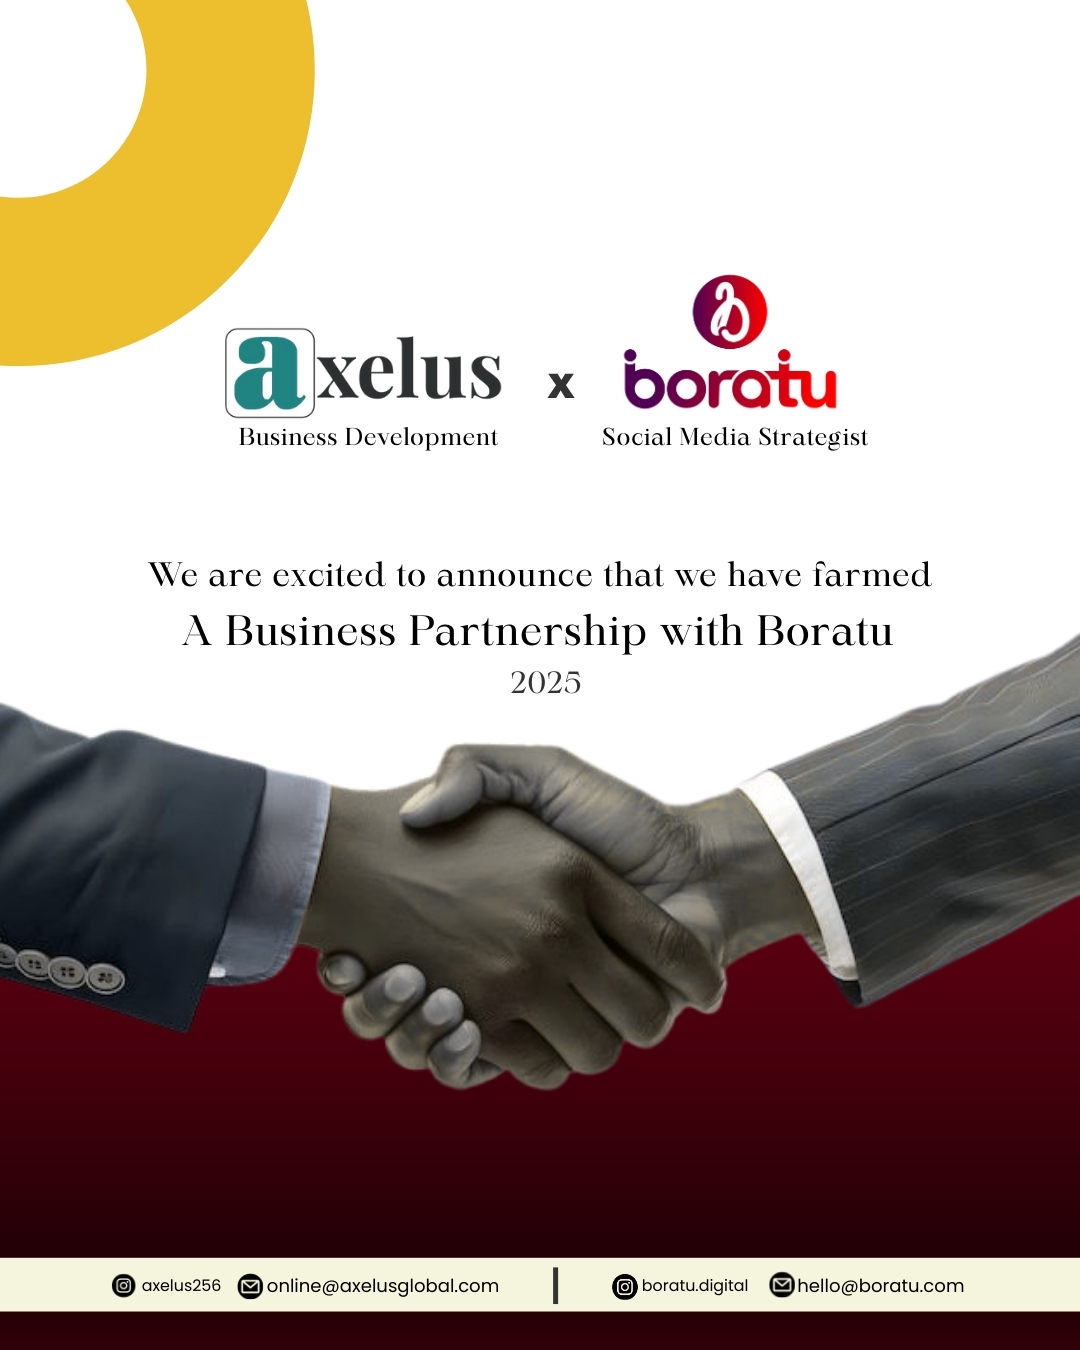 axelus
Business Development
x
boratu
Social Media Strategist
We are excited to announce that we have farmed
A Business Partnership with Boratu
2025
axelus256 online@axelusglobal.com | boratu.digital hello@boratu.com